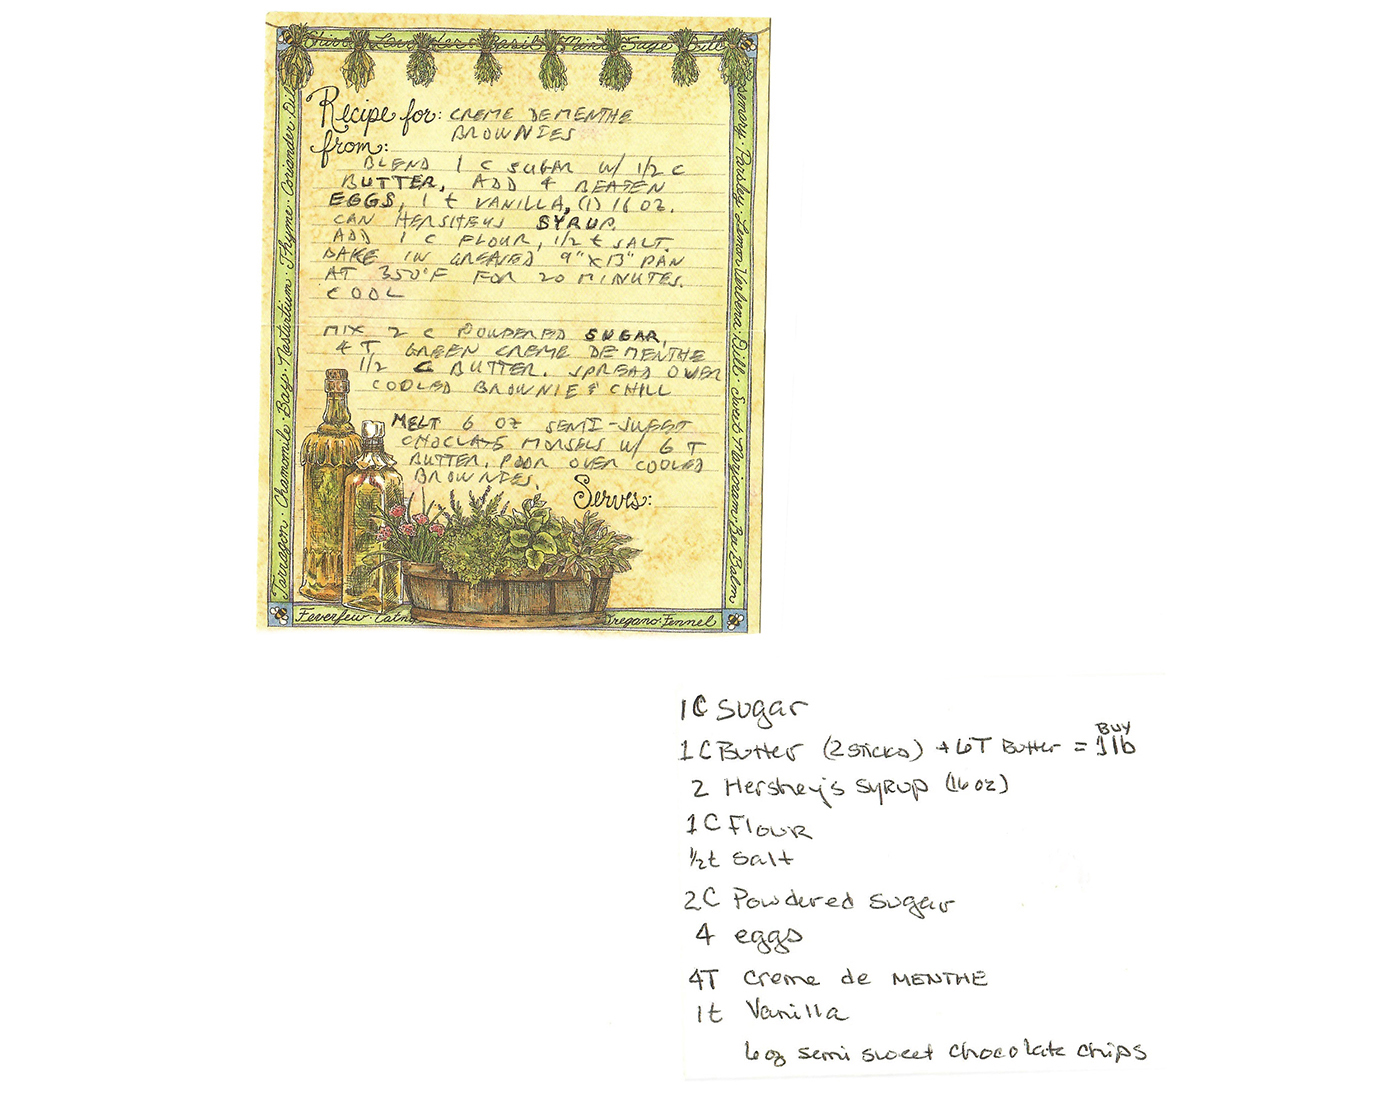 Chives · Lavender · Basil · Mint · Sage · Dill
Recipe for: CREME DE MENTHE
BROWNIES
from:
BLEND 1 C SUGAR W/ 1/2 C
BUTTER, ADD 4 BEATEN
EGGS, 1 t VANILLA, (1) 16 OZ.
CAN HERSHEYS SYRUP.
ADD 1 C FLOUR, 1/2 t SALT.
BAKE IN GREASED 9" X 13" PAN
AT 350°F FOR 20 MINUTES.
COOL
MIX 2 C POWDERED SUGAR,
4 T GREEN CREME DE MENTHE
1/2 C BUTTER. SPREAD OVER
COOLED BROWNIE & CHILL
MELT 6 OZ SEMI-SWEET
CHOCLATE MORSELS W/ 6 T
BUTTER. POUR OVER COOLED
BROWNIES.
Serves:
Tarragon · Chamomile · Bay · Nasturtium · Thyme · Coriander · Dill
Rosemary · Parsley · Lemon Verbena · Dill · Sweet Marjoram · Bee Balm
Feverfew · Catnip
Oregano · Fennel
1C Sugar
BUY
1C Butter (2 sticks) + 6T Butter = 1lb
2 Hershey's Syrup (16 oz)
1C Flour
½t Salt
2C Powdered Sugar
4 eggs
4T Creme de MENTHE
1t Vanilla
6oz semi sweet chocolate chips